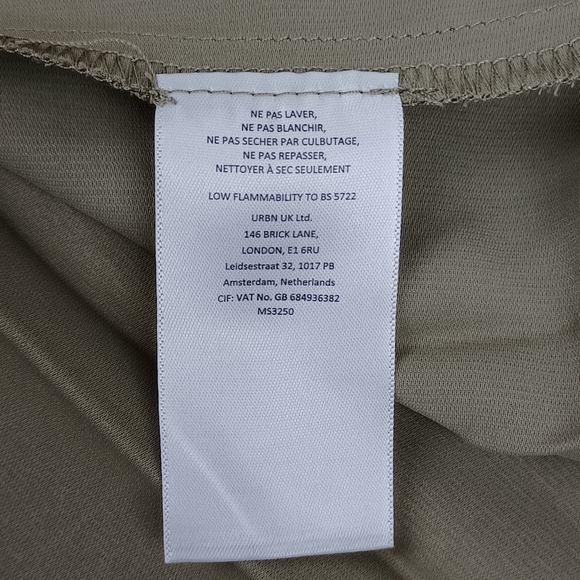 NE PAS LAVER,
NE PAS BLANCHIR,
NE PAS SECHER PAR CULBUTAGE,
NE PAS REPASSER,
NETTOYER À SEC SEULEMENT
LOW FLAMMABILITY TO BS 5722
URBN UK Ltd.
146 BRICK LANE,
LONDON, E1 6RU
Leidsestraat 32, 1017 PB
Amsterdam, Netherlands
CIF: VAT No. GB 684936382
MS3250